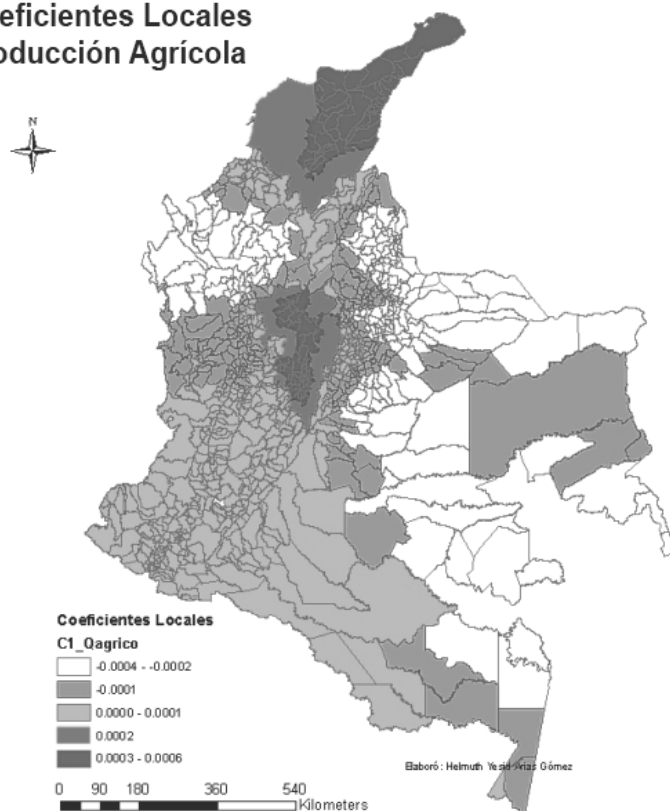 eficientes Locales
oducción Agrícola
N
Coeficientes Locales
C1_Qagrico
-0.0004 - -0.0002
-0.0001
0.0000 - 0.0001
0.0002
0.0003 - 0.0006
Elaboró: Helmuth Yesid Arias Gómez
0 90 180 360 540
Kilometers